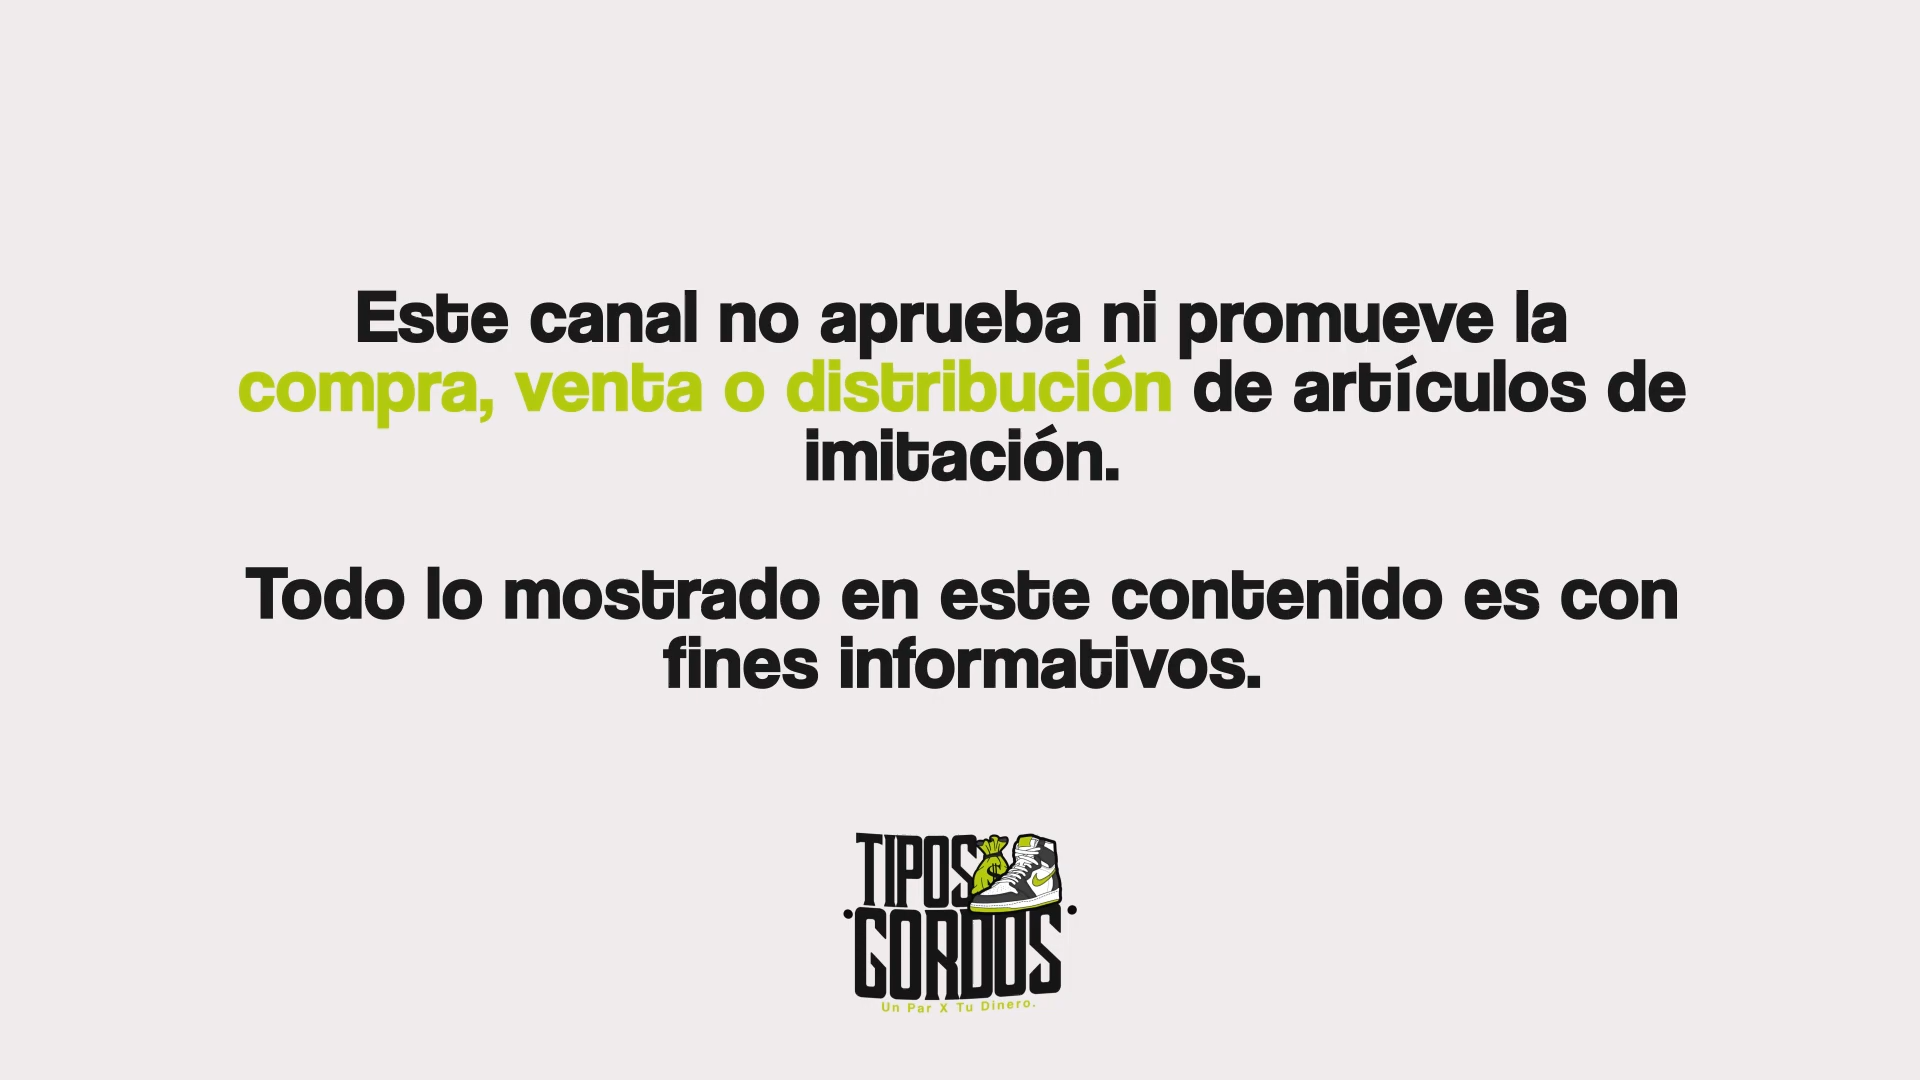 Este canal no aprueba ni promueve la
compra, venta o distribución de artículos de
imitación.
Todo lo mostrado en este contenido es con
fines informativos.
TIPOS
GORDOS
Un Par X Tu Dinero.